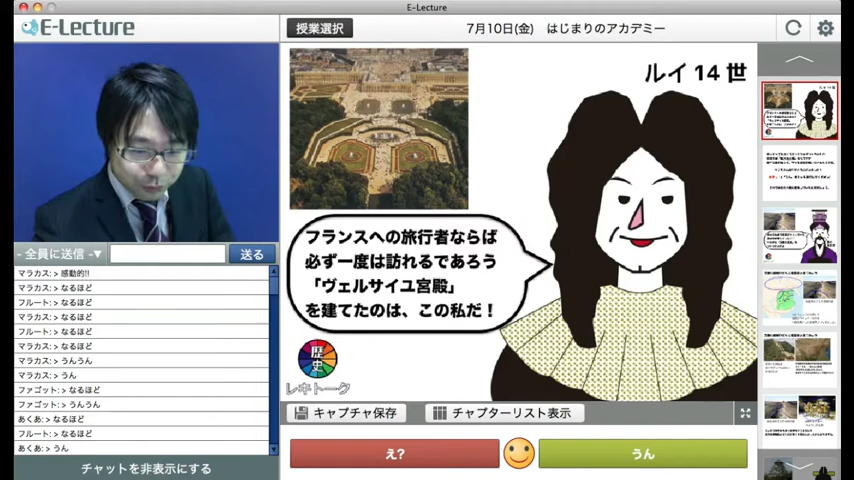 E-Lecture
E-Lecture
授業選択
7月10日(金) はじまりのアカデミー
ルイ 14 世
フランスへの旅行者ならば
必ず一度は訪れるであろう
「ヴェルサイユ宮殿」
を建てたのは、この私だ！
歴史
レキトーク
- 全員に送信 -▼
送る
マラカス: > 感動的!!
マラカス: > なるほど
フルート: > なるほど
マラカス: > なるほど
フルート: > なるほど
マラカス: > なるほど
マラカス: > うんうん
マラカス: > うん
ファゴット: > なるほど
ファゴット: > うんうん
あくあ: > なるほど
フルート: > なるほど
あくあ: > うん
チャットを非表示にする
キャプチャ保存
チャプターリスト表示
え?
うん